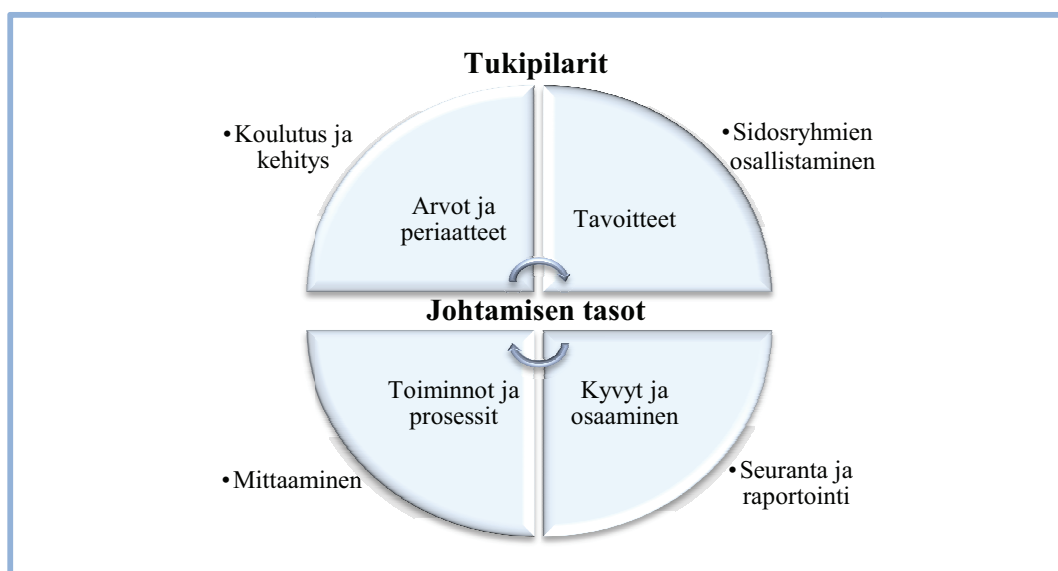 Tukipilarit
•Koulutus ja
kehitys
•Sidosryhmien
osallistaminen
Arvot ja
periaatteet
Tavoitteet
Johtamisen tasot
Toiminnot ja
prosessit
Kyvyt ja
osaaminen
•Mittaaminen
•Seuranta ja
raportointi